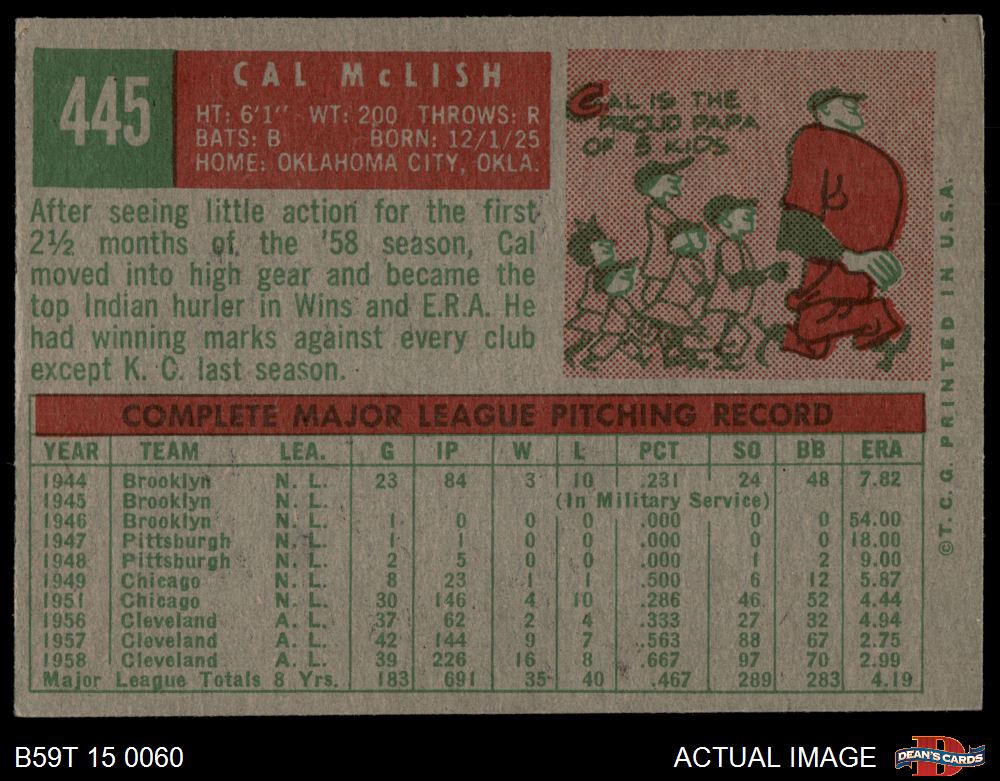 445
CAL McLISH
HT: 6'1" WT: 200 THROWS: R
BATS: B BORN: 12/1/25
HOME: OKLAHOMA CITY, OKLA.
CAL IS THE
PROUD PAPA
OF 5 KIDS
After seeing little action for the first
2½ months of the '58 season, Cal
moved into high gear and became the
top Indian hurler in Wins and E.R.A. He
had winning marks against every club
except K. C. last season.
©T. C. G. PRINTED IN U.S.A.
COMPLETE MAJOR LEAGUE PITCHING RECORD
YEAR TEAM LEA. G IP W L PCT SO BB ERA
1944 Brooklyn N. L. 23 84 3 10 .231 24 48 7.82
1945 Brooklyn N. L. (In Military Service)
1946 Brooklyn N. L. 1 0 0 0 .000 0 0 54.00
1947 Pittsburgh N. L. 1 1 0 0 .000 0 0 18.00
1948 Pittsburgh N. L. 2 5 0 0 .000 1 2 9.00
1949 Chicago N. L. 8 23 1 1 .500 6 12 5.87
1951 Chicago N. L. 30 146 4 10 .286 46 52 4.44
1956 Cleveland A. L. 37 62 2 4 .333 27 32 4.94
1957 Cleveland A. L. 42 144 9 7 .563 88 67 2.75
1958 Cleveland A. L. 39 226 16 8 .667 97 70 2.99
Major League Totals 8 Yrs. 183 691 35 40 .467 289 283 4.19
B59T 15 0060
ACTUAL IMAGE
DEAN'S CARDS